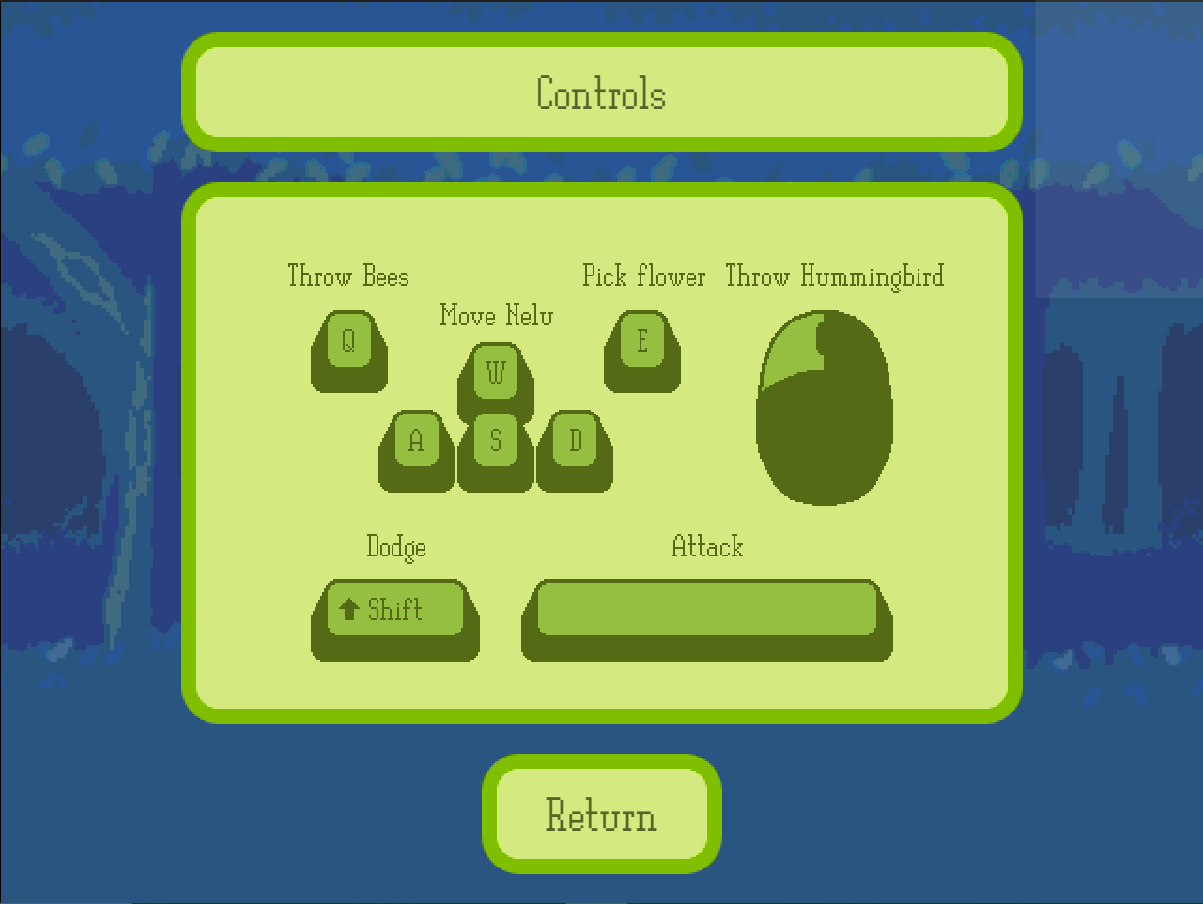 Controls
Throw Bees
Pick flower
Throw Hummingbird
Move Nelu
Q
E
W
A
S
D
Dodge
Attack
Shift
Return